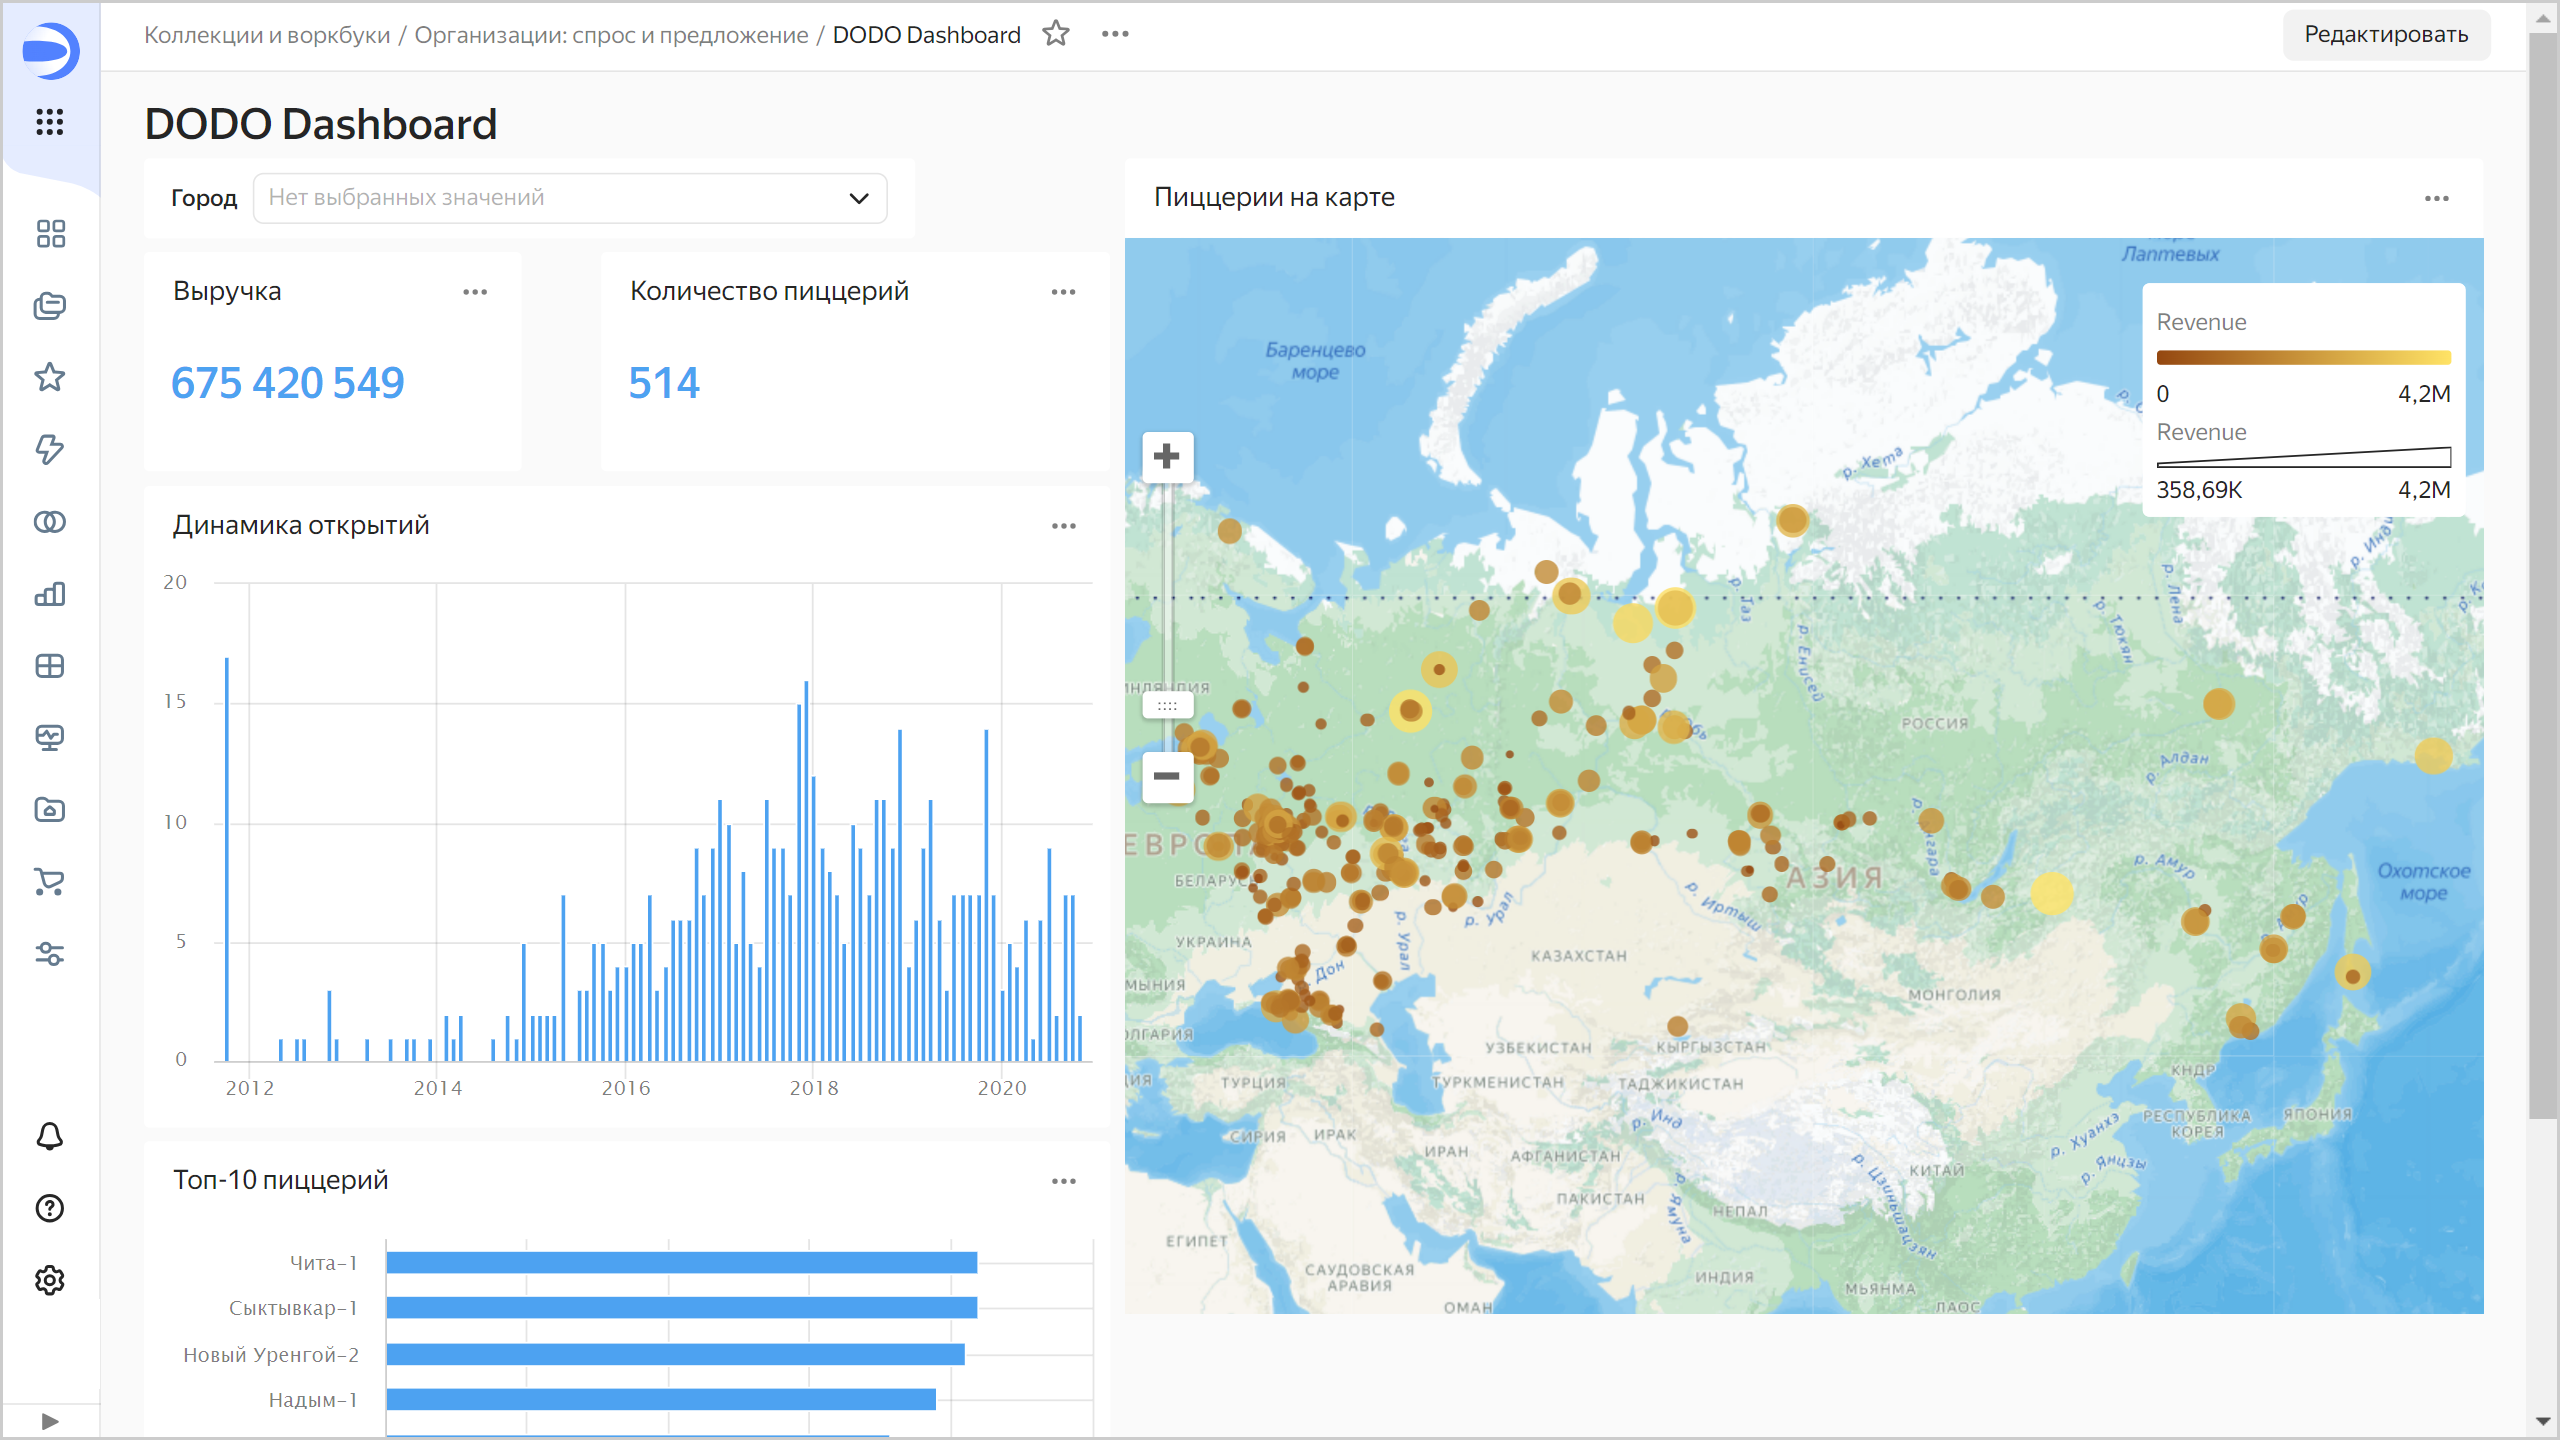 Коллекции и воркбуки / Организации: спрос и предложение / DODO Dashboard
Редактировать
DODO Dashboard
Город
Нет выбранных значений
Выручка
675 420 549
Количество пиццерий
514
Динамика открытий
20
15
10
5
0
2012
2014
2016
2018
2020
Топ-10 пиццерий
Чита-1
Сыктывкар-1
Новый Уренгой-2
Надым-1
Пиццерии на карте
Лаптевых
Баренцево
море
Revenue
0
4,2M
Revenue
358,69K
4,2M
р. Хета
р. Таз
р. Енисей
р. Тюкян
р. Лена
РОССИЯ
р. Алдан
р. Амур
Охотское
море
АЗИЯ
р. Иртыш
р. Урал
р. Урал
Дон
УКРАИНА
КАЗАХСТАН
МОНГОЛИЯ
УЗБЕКИСТАН
КЫРГЫЗСТАН
ТУРЦИЯ
ТУРКМЕНИСТАН
ТАДЖИКИСТАН
КНДР
РЕСПУБЛИКА
КОРЕЯ
ЯПОНИЯ
СИРИЯ
ИРАК
ИРАН
АФГАНИСТАН
р. Инд
р. Хуанхэ
р. Янцзы
КИТАЙ
р. Цзиньшацзян
ПАКИСТАН
р. Ямуна
НЕПАЛ
ЕГИПЕТ
САУДОВСКАЯ
АРАВИЯ
ИНДИЯ
МЬЯНМА
ОМАН
ЛАОС